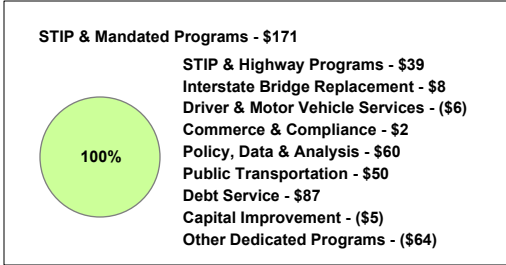 STIP & Mandated Programs - $171
STIP & Highway Programs - $39
Interstate Bridge Replacement - $8
Driver & Motor Vehicle Services - ($6)
Commerce & Compliance - $2
100%
Policy, Data & Analysis - $60
Public Transportation - $50
Debt Service - $87
Capital Improvement - ($5)
Other Dedicated Programs - ($64)